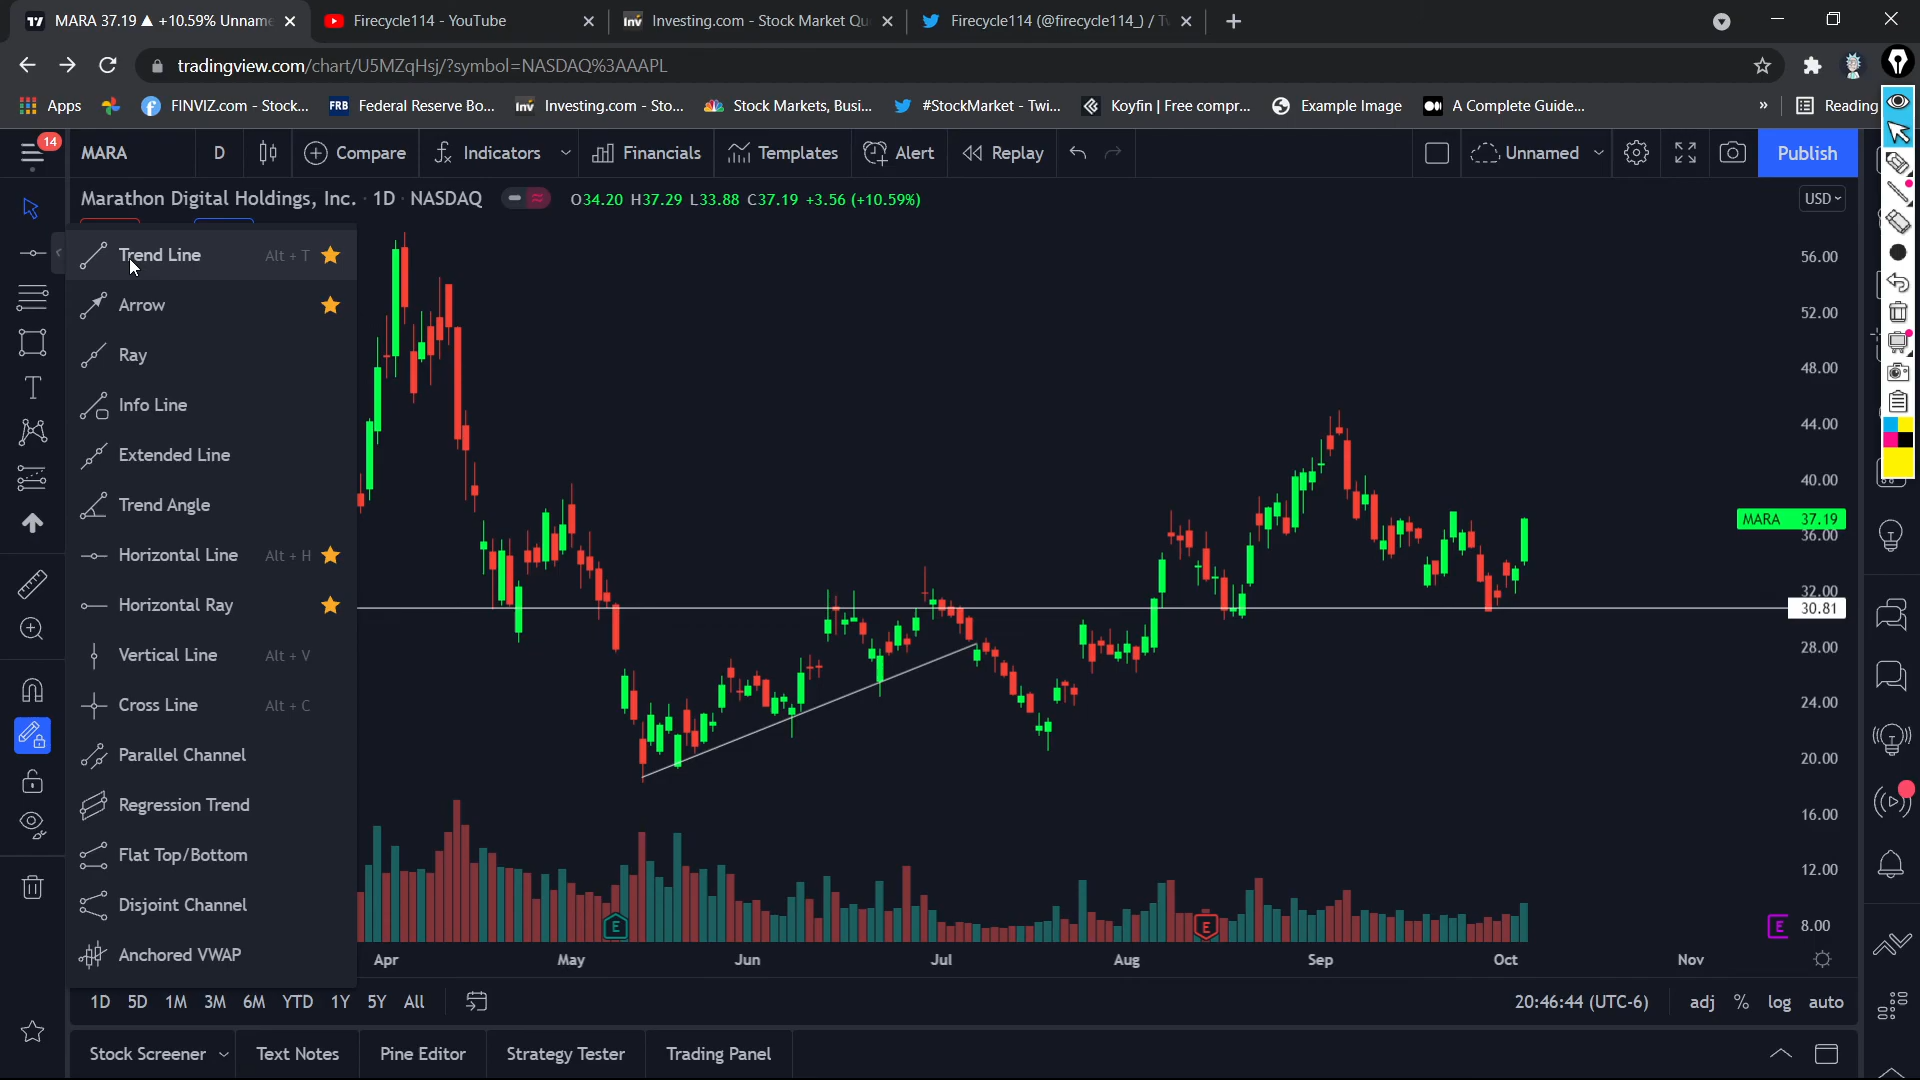 MARA 37.19 ▲ +10.59% Unname
Firecycle114 - YouTube
Investing.com - Stock Market Qu
Firecycle114 (@firecycle114_) / Tw
tradingview.com/chart/U5MZqHsj/?symbol=NASDAQ%3AAAPL
Apps
FINVIZ.com - Stock...
FRB Federal Reserve Bo...
Inv Investing.com - Sto...
Stock Markets, Busi...
#StockMarket - Twi...
Koyfin | Free compr...
Example Image
A Complete Guide...
»
Reading
14
MARA
D
Compare
Indicators
Financials
Templates
Alert
Replay
Unnamed
Publish
Marathon Digital Holdings, Inc. · 1D · NASDAQ
O34.20 H37.29 L33.88 C37.19 +3.56 (+10.59%)
USD
Trend Line Alt + T
Arrow
Ray
Info Line
Extended Line
Trend Angle
Horizontal Line Alt + H
Horizontal Ray
Vertical Line Alt + V
Cross Line Alt + C
Parallel Channel
Regression Trend
Flat Top/Bottom
Disjoint Channel
Anchored VWAP
56.00
52.00
48.00
44.00
40.00
MARA 37.19
36.00
32.00
30.81
28.00
24.00
20.00
16.00
12.00
8.00
E
E
E
Apr
May
Jun
Jul
Aug
Sep
Oct
Nov
1D 5D 1M 3M 6M YTD 1Y 5Y All
20:46:44 (UTC-6)
adj % log auto
Stock Screener
Text Notes
Pine Editor
Strategy Tester
Trading Panel